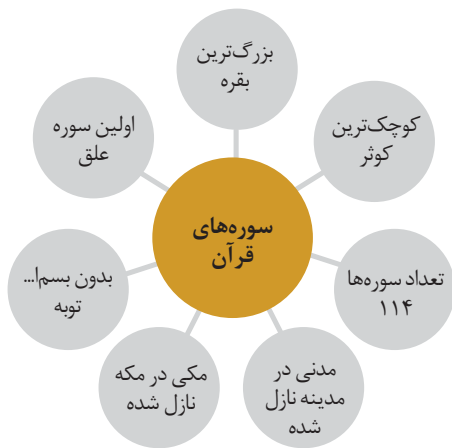 سوره‌های
قرآن
بزرگ‌ترین
بقره
کوچک‌ترین
کوثر
تعداد سوره‌ها
۱۱۴
مدنی در
مدینه نازل
شده
مکی در مکه
نازل شده
بدون بسم‌ا...
توبه
اولین سوره
علق